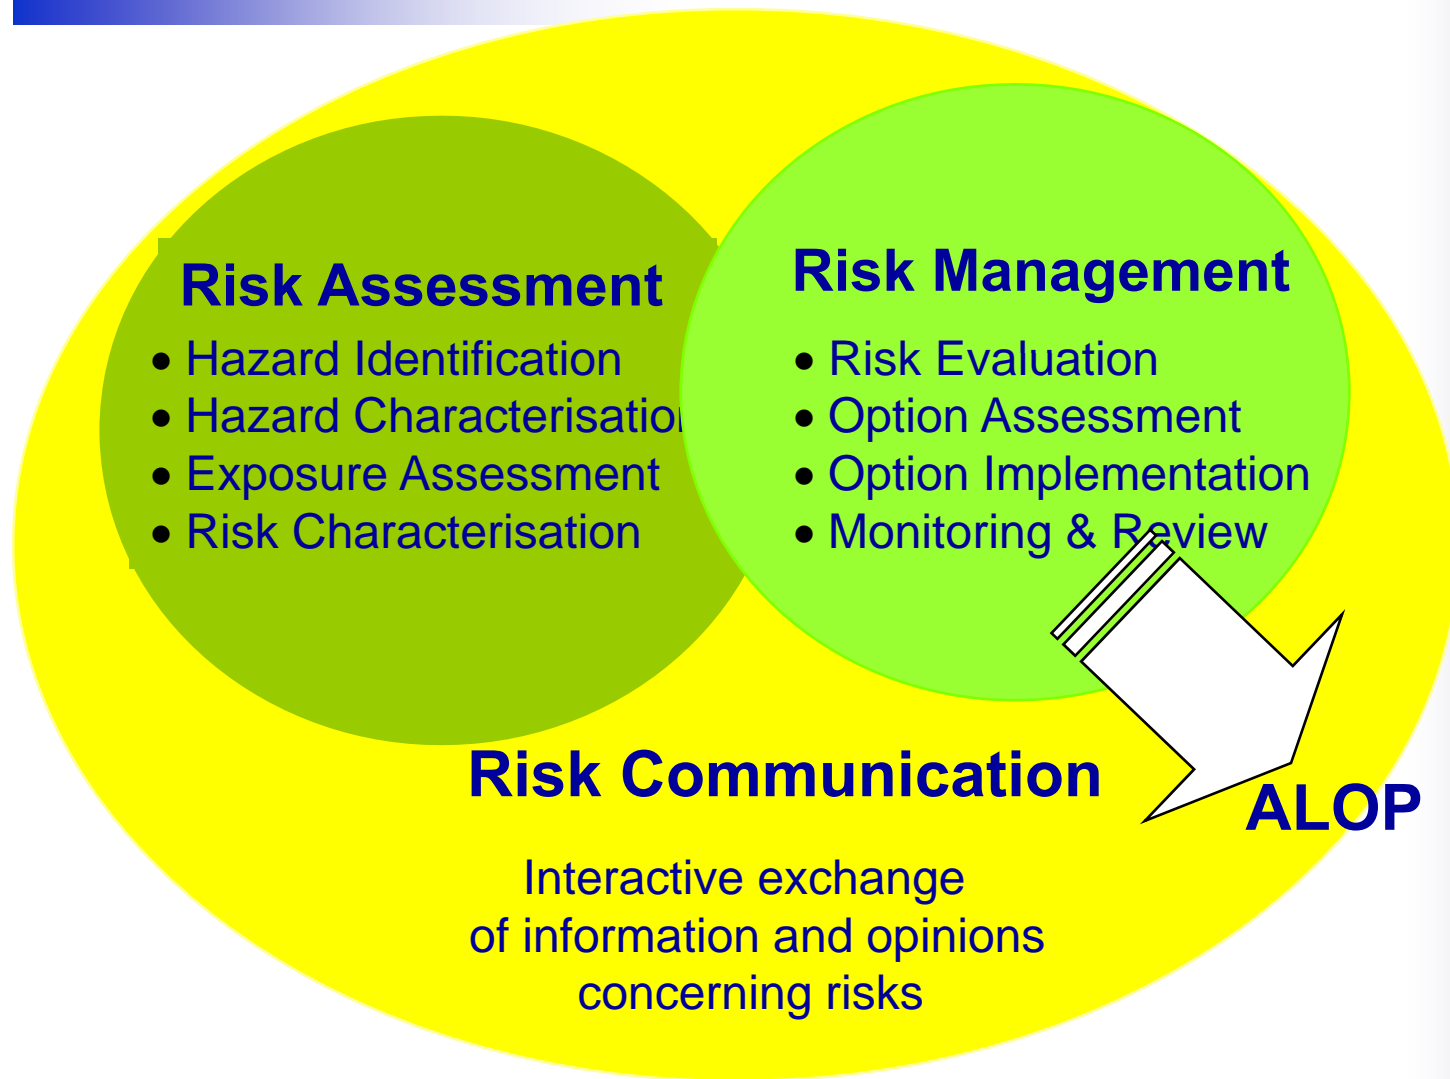 Risk Assessment
• Hazard Identification
• Hazard Characterisation
• Exposure Assessment
• Risk Characterisation
Risk Management
• Risk Evaluation
• Option Assessment
• Option Implementation
• Monitoring & Review
Risk Communication
ALOP
Interactive exchange
of information and opinions
concerning risks